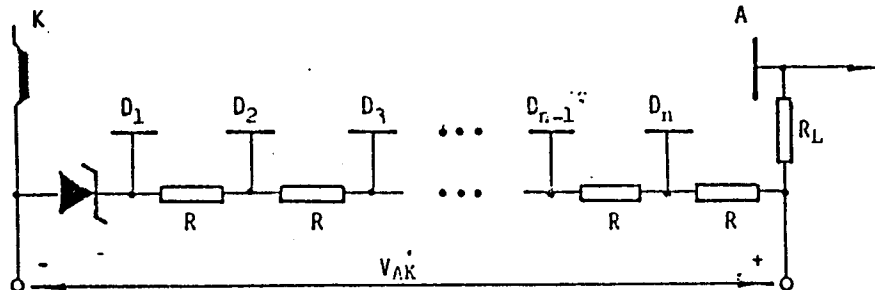 K
A
D1 D2 D3 Dn-1 Dn
RL
R R R R
- - +
VAK